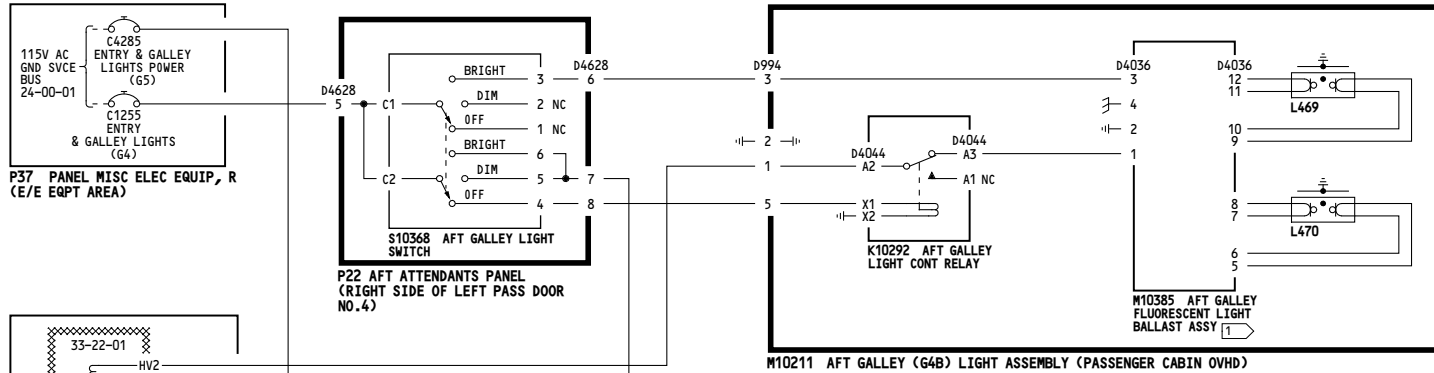 C4285
ENTRY & GALLEY
LIGHTS POWER
(G5)
115V AC
GND SVCE
BUS
24-00-01
C1255
ENTRY
& GALLEY LIGHTS
(G4)
P37 PANEL MISC ELEC EQUIP, R
(E/E EQPT AREA)
D4628
5
C1
C2
BRIGHT
3
DIM
2 NC
OFF
1 NC
BRIGHT
6
DIM
5
OFF
4
D4628
6
7
8
S10368 AFT GALLEY LIGHT
SWITCH
P22 AFT ATTENDANTS PANEL
(RIGHT SIDE OF LEFT PASS DOOR
NO.4)
33-22-01
HV2
D994
3
2
1
5
D4044
A2
D4044
A3
A1 NC
X1
X2
K10292 AFT GALLEY
LIGHT CONT RELAY
D4036
3
4
2
1
D4036
12
11
10
9
8
7
6
5
L469
L470
M10385 AFT GALLEY
FLUORESCENT LIGHT
BALLAST ASSY 1
M10211 AFT GALLEY (G4B) LIGHT ASSEMBLY (PASSENGER CABIN OVHD)